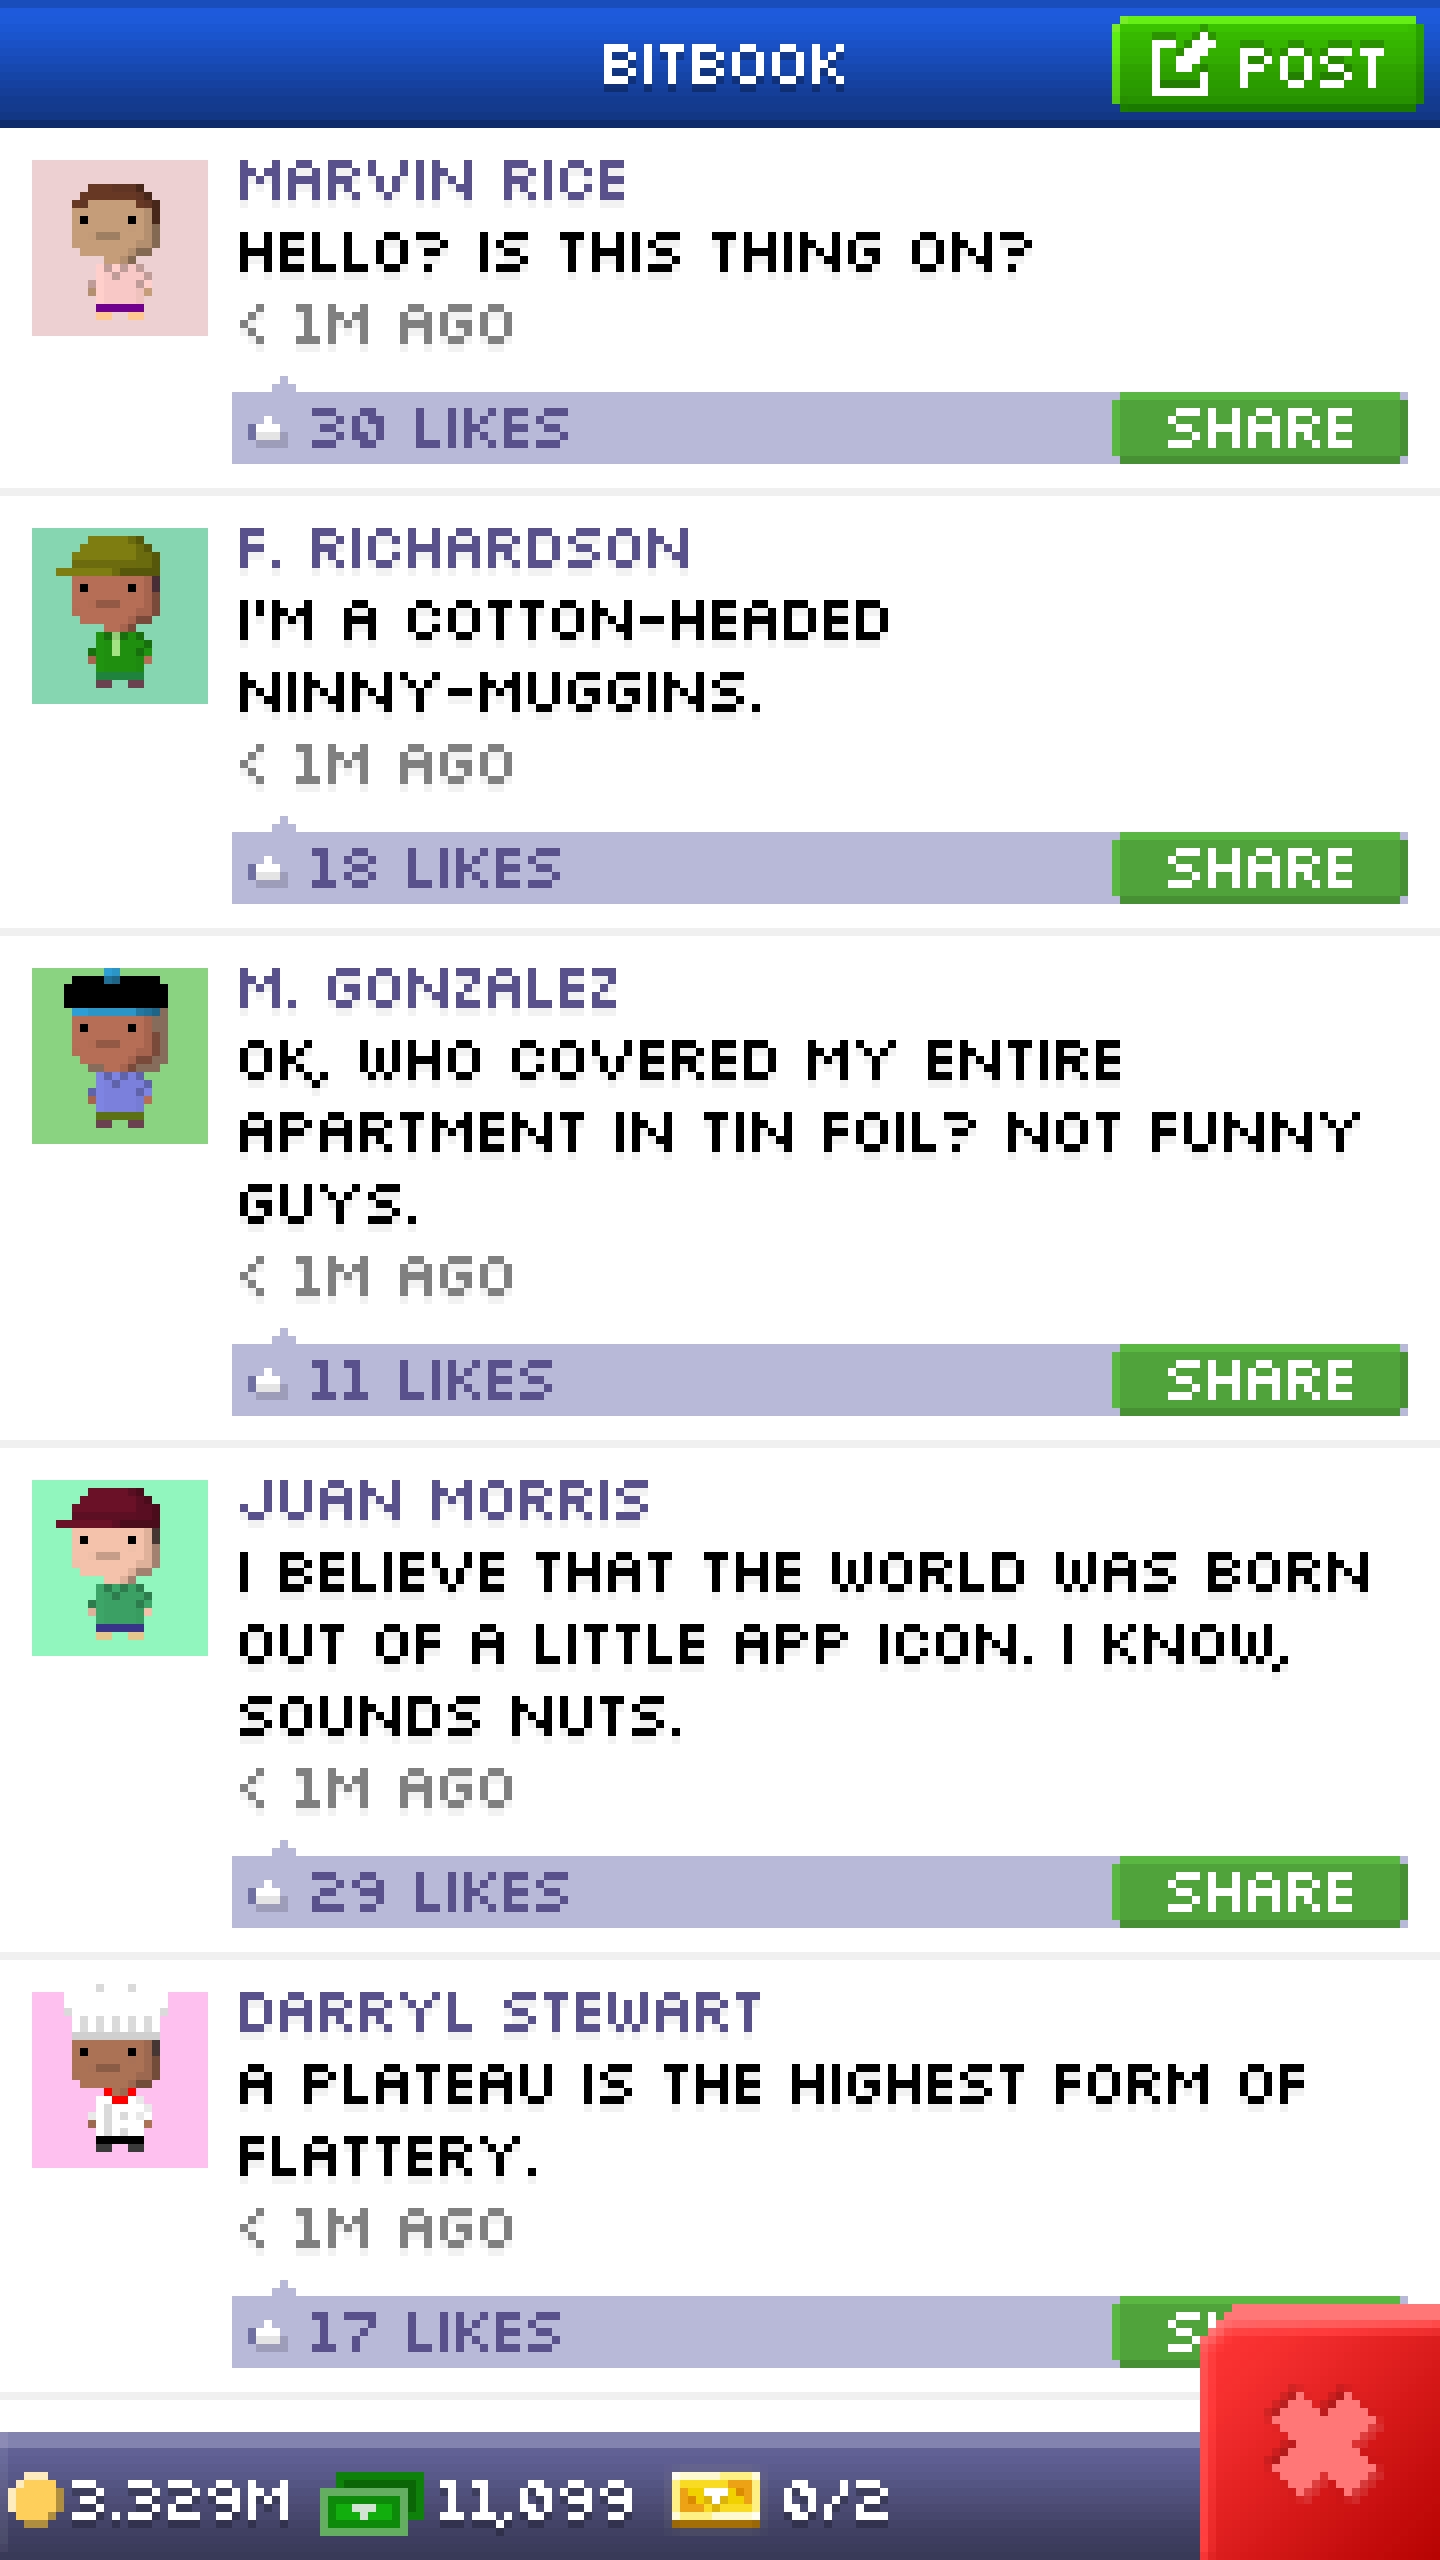 BITBOOK
POST
MARVIN RICE
HELLO? IS THIS THING ON?
< 1M AGO
30 LIKES
SHARE
F. RICHARDSON
I'M A COTTON-HEADED
NINNY-MUGGINS.
< 1M AGO
18 LIKES
SHARE
M. GONZALEZ
OK, WHO COVERED MY ENTIRE
APARTMENT IN TIN FOIL? NOT FUNNY
GUYS.
< 1M AGO
11 LIKES
SHARE
JUAN MORRIS
I BELIEVE THAT THE WORLD WAS BORN
OUT OF A LITTLE APP ICON. I KNOW,
SOUNDS NUTS.
< 1M AGO
29 LIKES
SHARE
DARRYL STEWART
A PLATEAU IS THE HIGHEST FORM OF
FLATTERY.
< 1M AGO
17 LIKES
3.329M
11,099
0/2